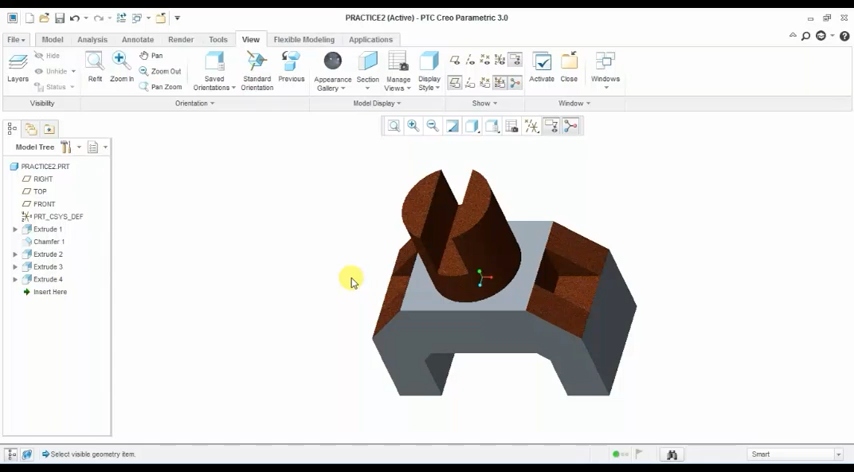 PRACTICE2 (Active) - PTC Creo Parametric 3.0
File Model Analysis Annotate Render Tools View Flexible Modeling Applications
Layers
Hide
Unhide
Status
Visibility
Refit
Zoom In
Pan
Zoom Out
Pan Zoom
Saved Orientations
Standard Orientation
Previous
Orientation
Appearance Gallery
Section
Manage Views
Display Style
Model Display
Show
Activate
Close
Windows
Window
Model Tree
PRACTICE2.PRT
RIGHT
TOP
FRONT
PRT_CSYS_DEF
Extrude 1
Chamfer 1
Extrude 2
Extrude 3
Extrude 4
Insert Here
Select visible geometry item.
Smart